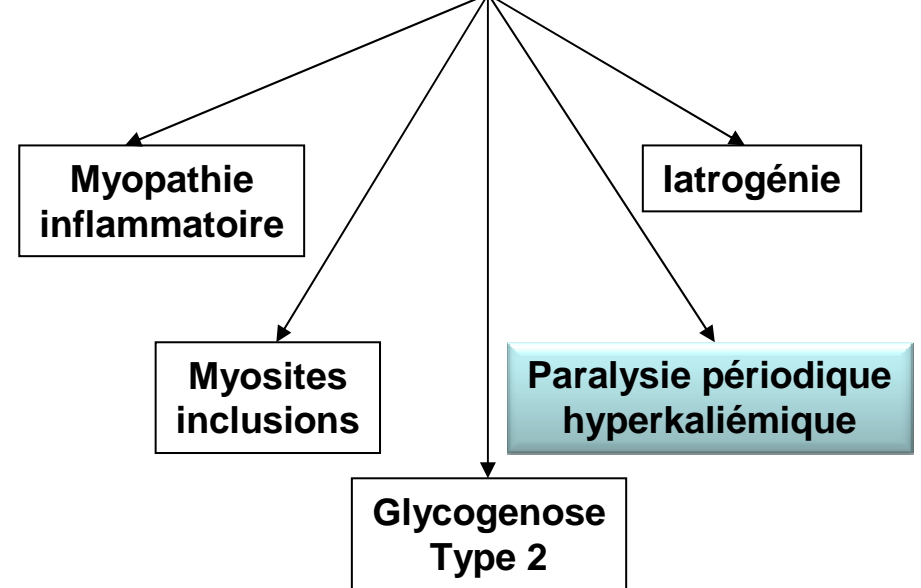 Myopathie
inflammatoire
Iatrogénie
Myosites
inclusions
Paralysie périodique
hyperkaliémique
Glycogenose
Type 2